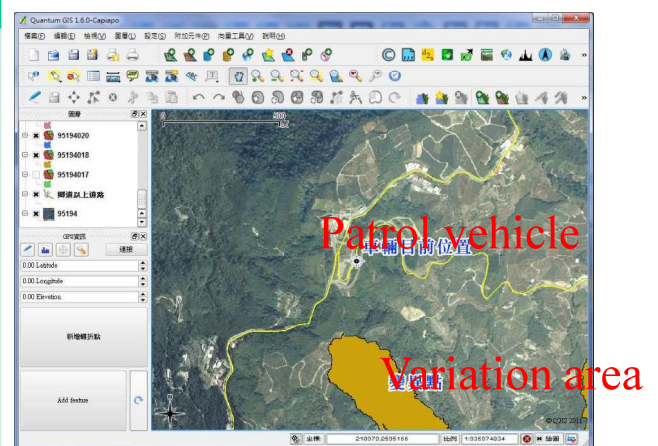 Quantum GIS 1.6.0-Capiapo
檔案(F) 編輯(E) 檢視(V) 圖層(L) 設定(S) 附加元件(P) 向量工具(V) 說明(H)
圖層
95194020
95194018
95194017
鄉道以上道路
95194
GPS資訊
連接
0.00 Latitude
0.00 Longitude
0.00 Elevation
新增轉折點
Add feature
0
500
Patrol vehicle
車輛目前位置
Variation area
變異點
© QGIS 2011
座標:
比例
繪圖